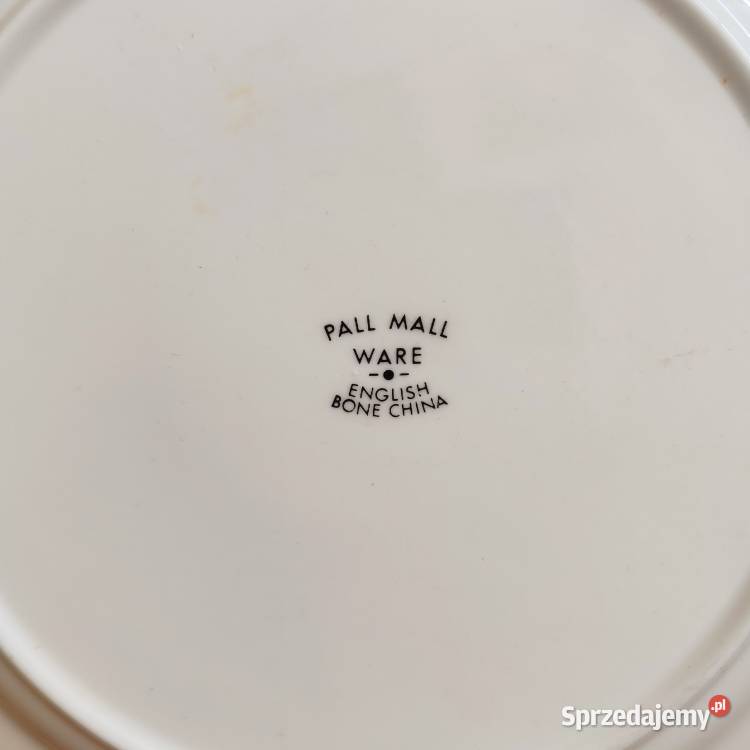 PALL MALL
WARE
ENGLISH
BONE CHINA
Sprzedajemy.pl